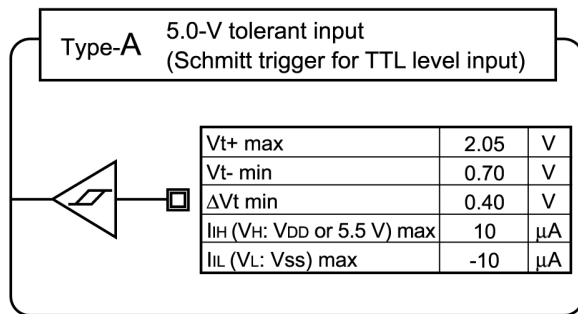 Type-A
5.0-V tolerant input
(Schmitt trigger for TTL level input)
Vt+ max 2.05 V
Vt- min 0.70 V
ΔVt min 0.40 V
IIH (VH: VDD or 5.5 V) max 10 μA
IIL (VL: VSS) max -10 μA